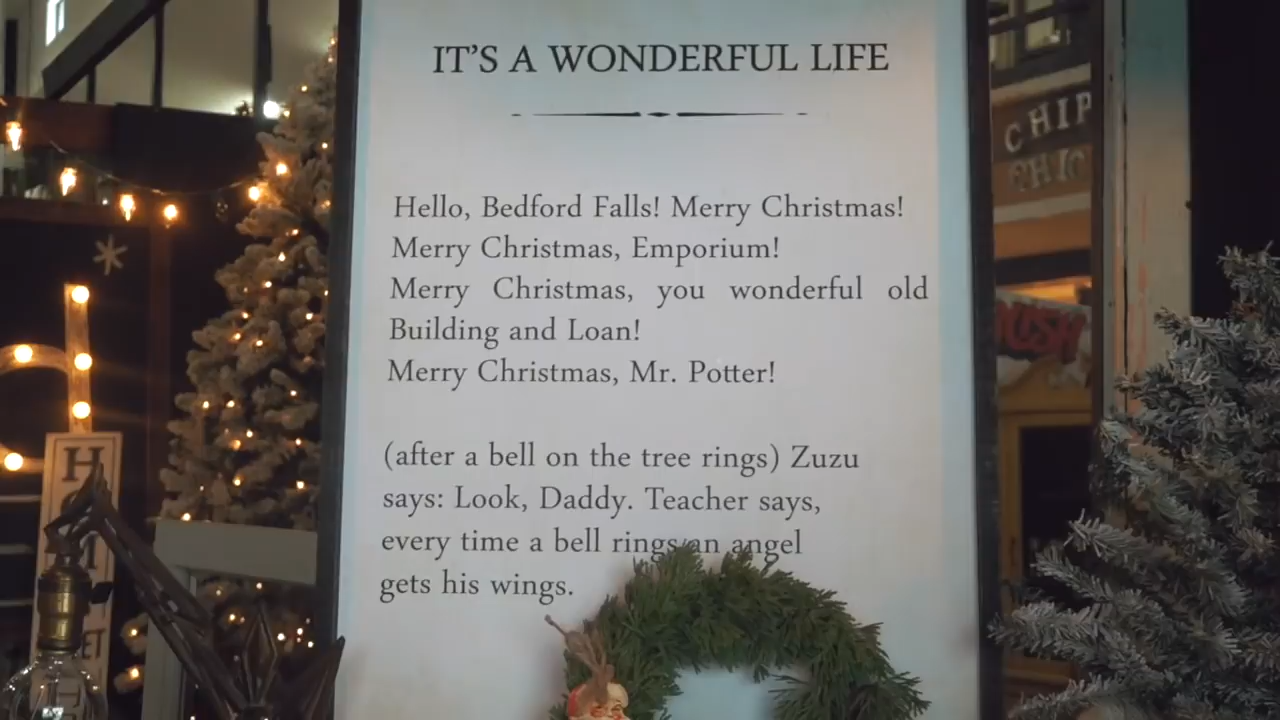 IT'S A WONDERFUL LIFE
Hello, Bedford Falls! Merry Christmas!
Merry Christmas, Emporium!
Merry Christmas, you wonderful old
Building and Loan!
Merry Christmas, Mr. Potter!
(after a bell on the tree rings) Zuzu
says: Look, Daddy. Teacher says,
every time a bell rings an angel
gets his wings.
CHIP
CHIC
H